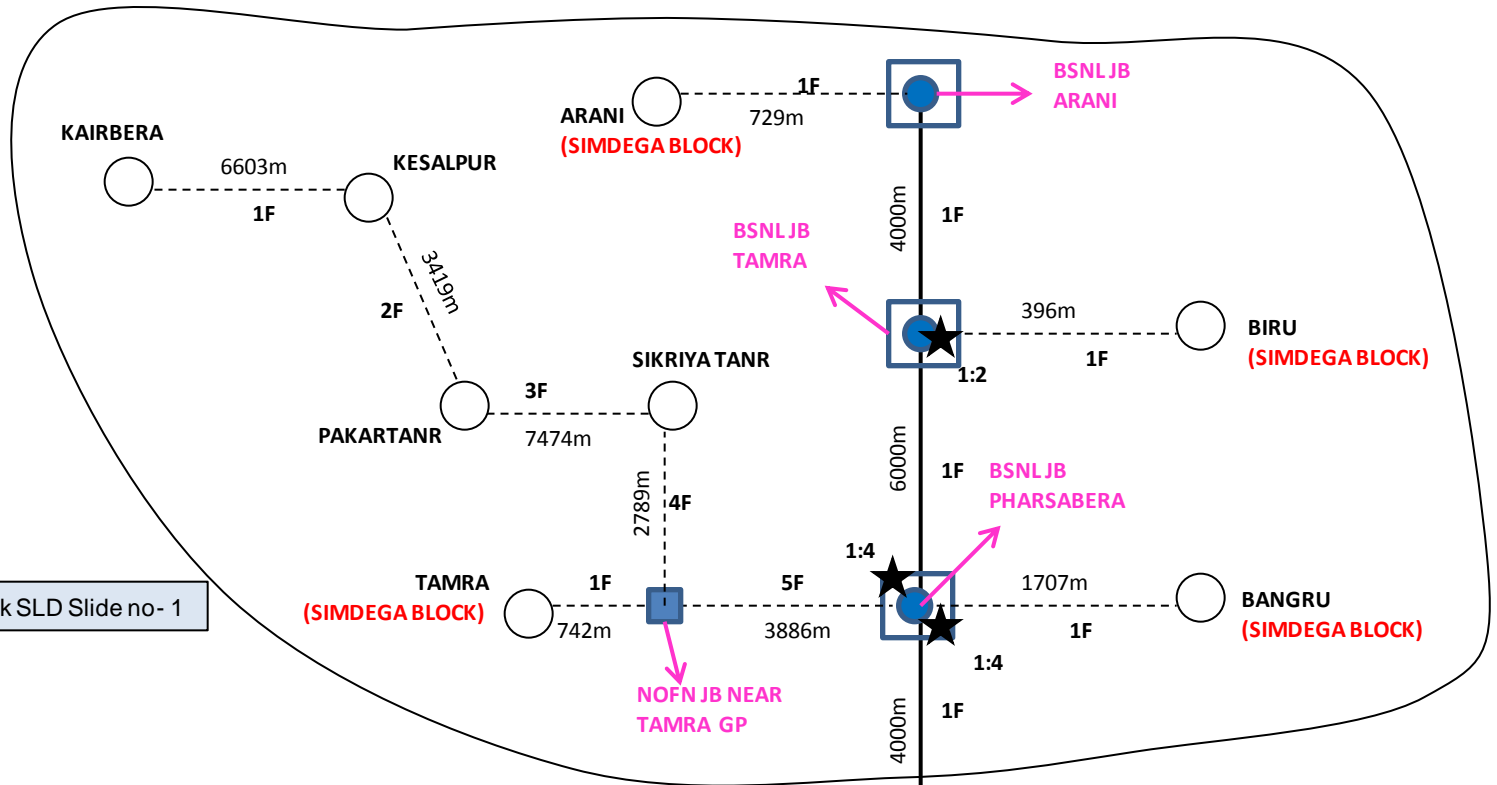 BSNL JB
ARANI
1F
729m
ARANI
(SIMDEGA BLOCK)
KAIRBERA
6603m
1F
KESALPUR
4000m
1F
BSNL JB
TAMRA
3419m
2F
396m
1F
BIRU
(SIMDEGA BLOCK)
1:2
SIKRIYA TANR
3F
7474m
PAKARTANR
6000m
1F
BSNL JB
PHARSABERA
2789m
4F
1:4
TAMRA
(SIMDEGA BLOCK)
1F
742m
5F
3886m
1707m
1F
BANGRU
(SIMDEGA BLOCK)
k SLD Slide no- 1
1:4
NOFN JB NEAR
TAMRA GP
4000m
1F